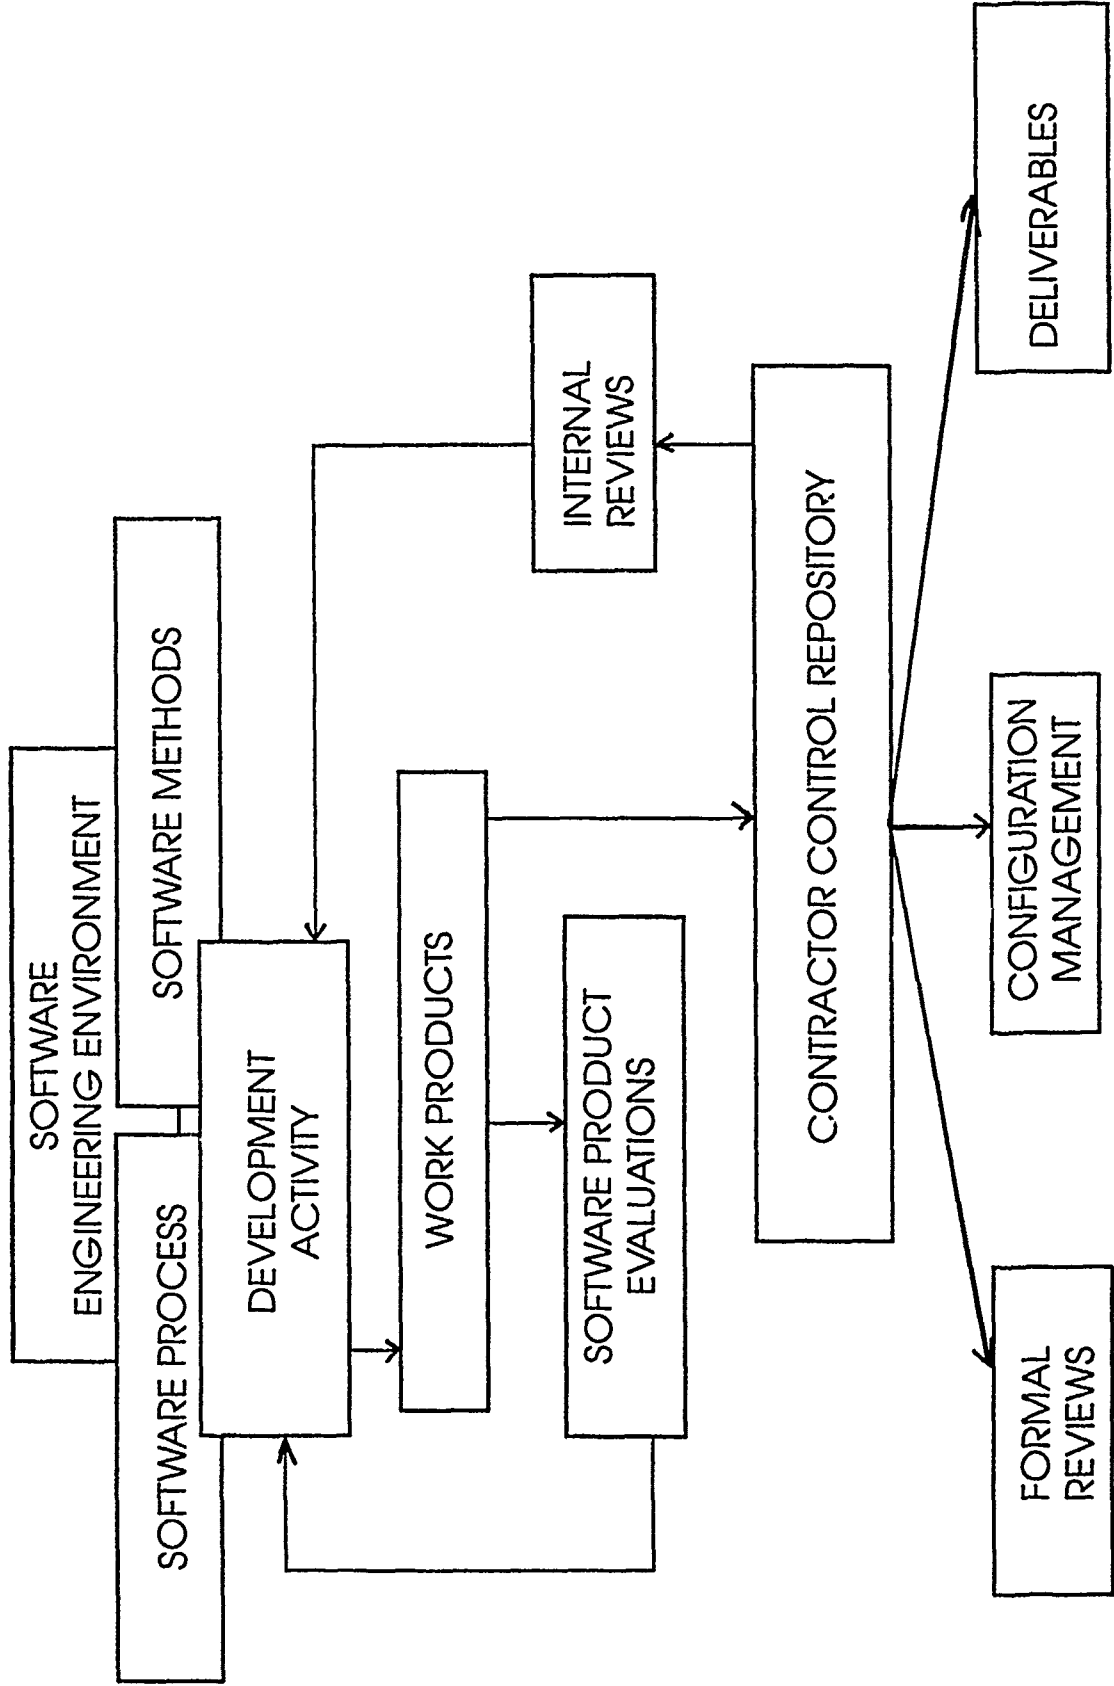 SOFTWARE
ENGINEERING ENVIRONMENT
SOFTWARE PROCESS
SOFTWARE METHODS
DEVELOPMENT
ACTIVITY
WORK PRODUCTS
SOFTWARE PRODUCT
EVALUATIONS
INTERNAL
REVIEWS
CONTRACTOR CONTROL REPOSITORY
FORMAL
REVIEWS
CONFIGURATION
MANAGEMENT
DELIVERABLES